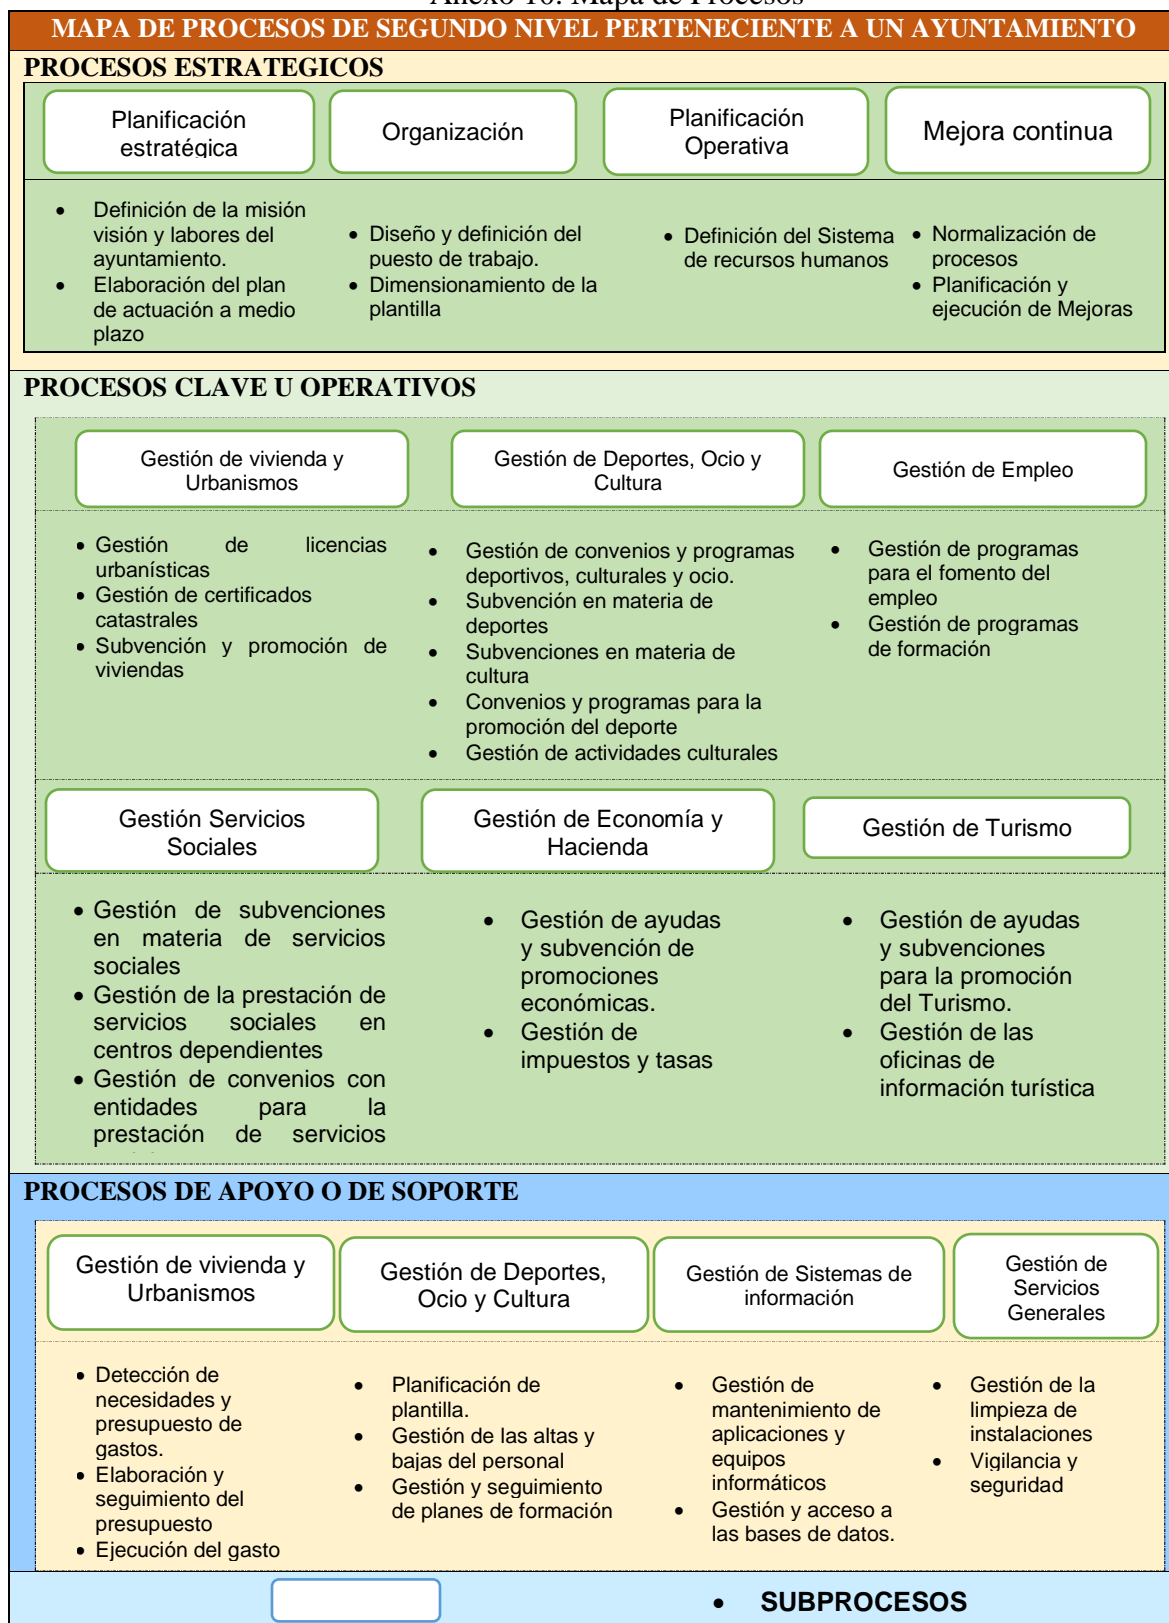 Anexo 10. Mapa de Procesos
MAPA DE PROCESOS DE SEGUNDO NIVEL PERTENECIENTE A UN AYUNTAMIENTO
PROCESOS ESTRATEGICOS
Planificación
estratégica
Organización
Planificación
Operativa
Mejora continua
• Definición de la misión
visión y labores del
ayuntamiento.
• Elaboración del plan
de actuación a medio
plazo
• Diseño y definición del
puesto de trabajo.
• Dimensionamiento de la
plantilla
• Definición del Sistema
de recursos humanos
• Normalización de
procesos
• Planificación y
ejecución de Mejoras
PROCESOS CLAVE U OPERATIVOS
Gestión de vivienda y
Urbanismos
Gestión de Deportes, Ocio y
Cultura
Gestión de Empleo
• Gestión de licencias
urbanísticas
• Gestión de certificados
catastrales
• Subvención y promoción de
viviendas
• Gestión de convenios y programas
deportivos, culturales y ocio.
• Subvención en materia de
deportes
• Subvenciones en materia de
cultura
• Convenios y programas para la
promoción del deporte
• Gestión de actividades culturales
• Gestión de programas
para el fomento del
empleo
• Gestión de programas
de formación
Gestión Servicios
Sociales
Gestión de Economía y
Hacienda
Gestión de Turismo
• Gestión de subvenciones
en materia de servicios
sociales
• Gestión de la prestación de
servicios sociales en
centros dependientes
• Gestión de convenios con
entidades para la
prestación de servicios
• Gestión de ayudas
y subvención de
promociones
económicas.
• Gestión de
impuestos y tasas
• Gestión de ayudas
y subvenciones
para la promoción
del Turismo.
• Gestión de las
oficinas de
información turística
PROCESOS DE APOYO O DE SOPORTE
Gestión de vivienda y
Urbanismos
Gestión de Deportes,
Ocio y Cultura
Gestión de Sistemas de
información
Gestión de
Servicios
Generales
• Detección de
necesidades y
presupuesto de
gastos.
• Elaboración y
seguimiento del
presupuesto
• Ejecución del gasto
• Planificación de
plantilla.
• Gestión de las altas y
bajas del personal
• Gestión y seguimiento
de planes de formación
• Gestión de
mantenimiento de
aplicaciones y
equipos
informáticos
• Gestión y acceso a
las bases de datos.
• Gestión de la
limpieza de
instalaciones
• Vigilancia y
seguridad
• SUBPROCESOS